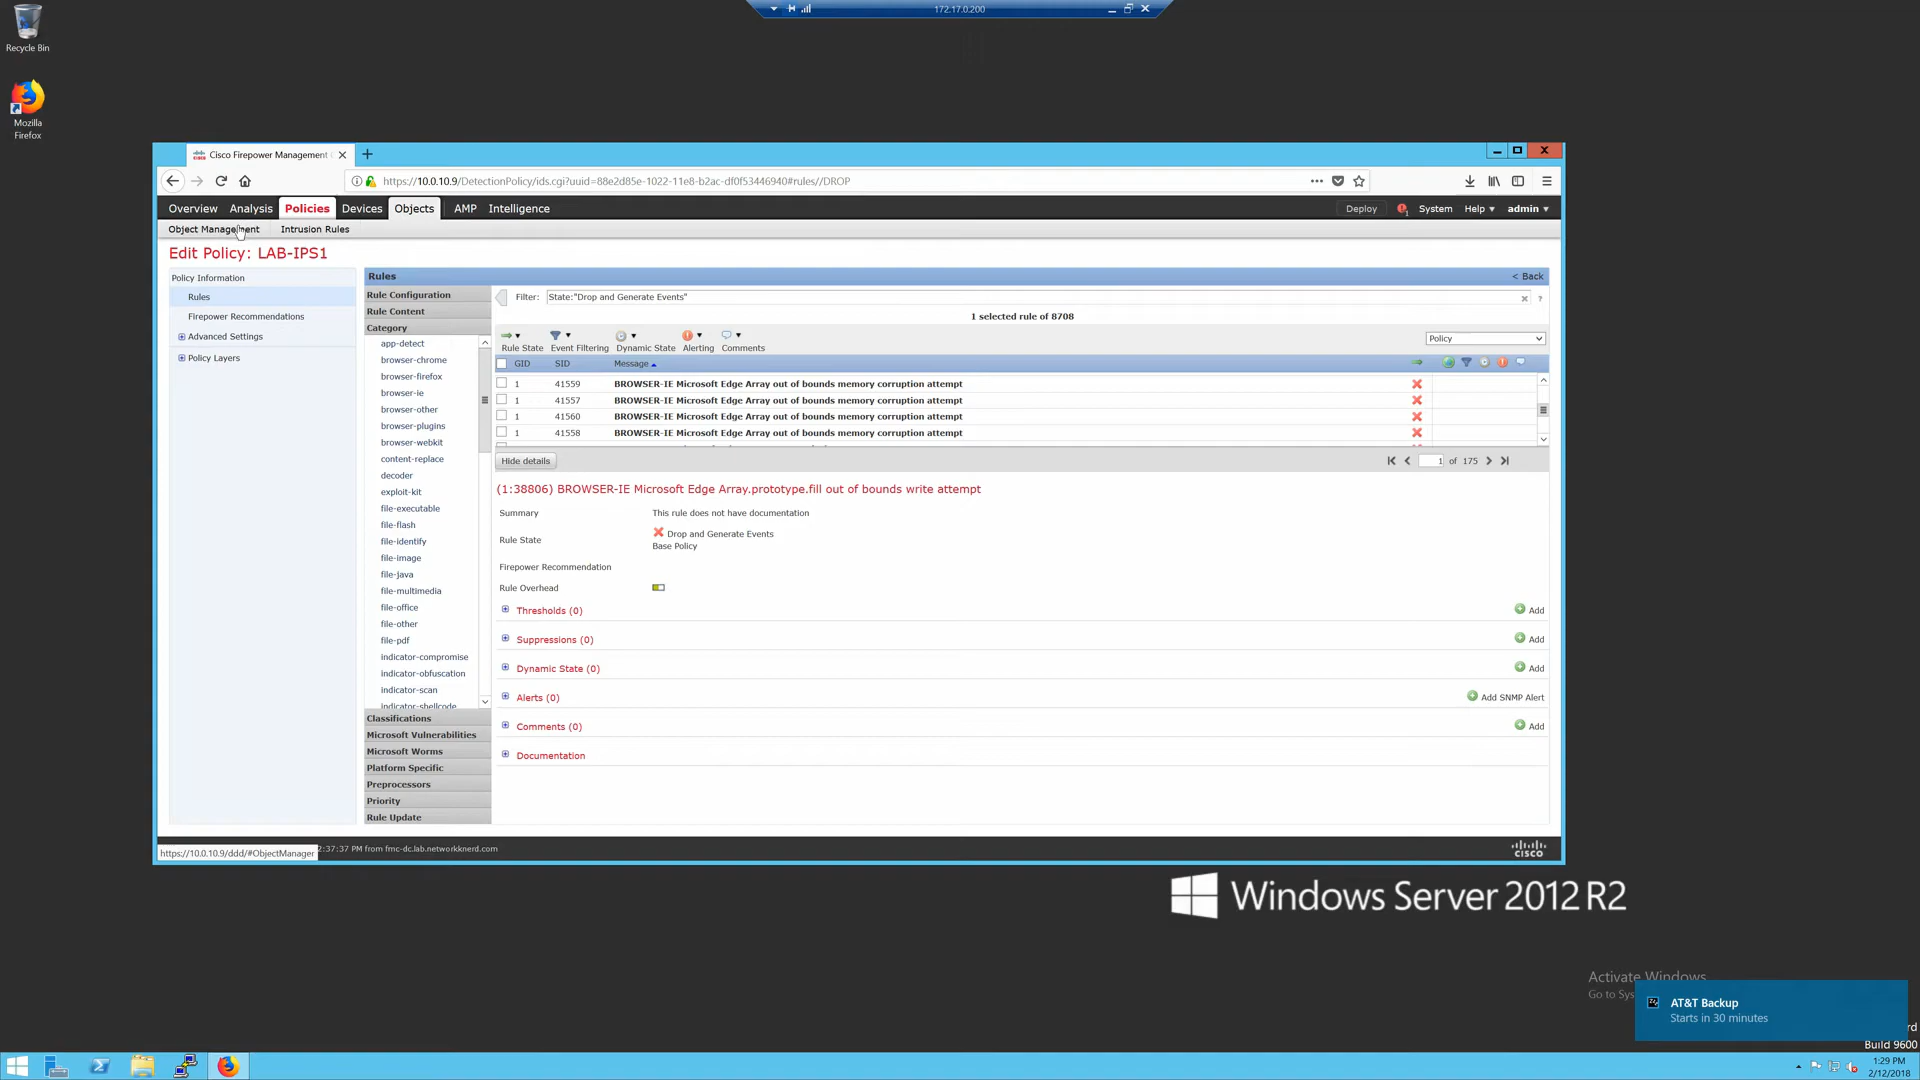 172.17.0.200
Recycle Bin
Mozilla
Firefox
Cisco Firepower Management
https://10.0.10.9/DetectionPolicy/ids.cgi?uuid=88e2d85e-1022-11e8-b2ac-df0f53446940#rules//DROP
Overview Analysis Policies Devices Objects AMP Intelligence Deploy 1 System Help admin
Object Management Intrusion Rules
Edit Policy: LAB-IPS1
Policy Information
Rules
Firepower Recommendations
Advanced Settings
Policy Layers
Rules < Back
Rule Configuration
Rule Content
Category
app-detect
browser-chrome
browser-firefox
browser-ie
browser-other
browser-plugins
browser-webkit
content-replace
decoder
exploit-kit
file-executable
file-flash
file-identify
file-image
file-java
file-multimedia
file-office
file-other
file-pdf
indicator-compromise
indicator-obfuscation
indicator-scan
indicator-shellcode
Classifications
Microsoft Vulnerabilities
Microsoft Worms
Platform Specific
Preprocessors
Priority
Rule Update
Filter: State:"Drop and Generate Events" ?
1 selected rule of 8708
Rule State Event Filtering Dynamic State Alerting Comments
Policy
GID SID Message
1 41559 BROWSER-IE Microsoft Edge Array out of bounds memory corruption attempt
1 41557 BROWSER-IE Microsoft Edge Array out of bounds memory corruption attempt
1 41560 BROWSER-IE Microsoft Edge Array out of bounds memory corruption attempt
1 41558 BROWSER-IE Microsoft Edge Array out of bounds memory corruption attempt
Hide details 1 of 175
(1:38806) BROWSER-IE Microsoft Edge Array.prototype.fill out of bounds write attempt
Summary This rule does not have documentation
Rule State Drop and Generate Events
Base Policy
Firepower Recommendation
Rule Overhead
Thresholds (0) Add
Suppressions (0) Add
Dynamic State (0) Add
Alerts (0) Add SNMP Alert
Comments (0) Add
Documentation
https://10.0.10.9/ddd/#ObjectManager
2:37:37 PM from fmc-dc.lab.networkknerd.com
cisco
Windows Server 2012 R2
Activate Windows
Go to Sys
AT&T Backup
Starts in 30 minutes
rd
Build 9600
1:29 PM
2/12/2018